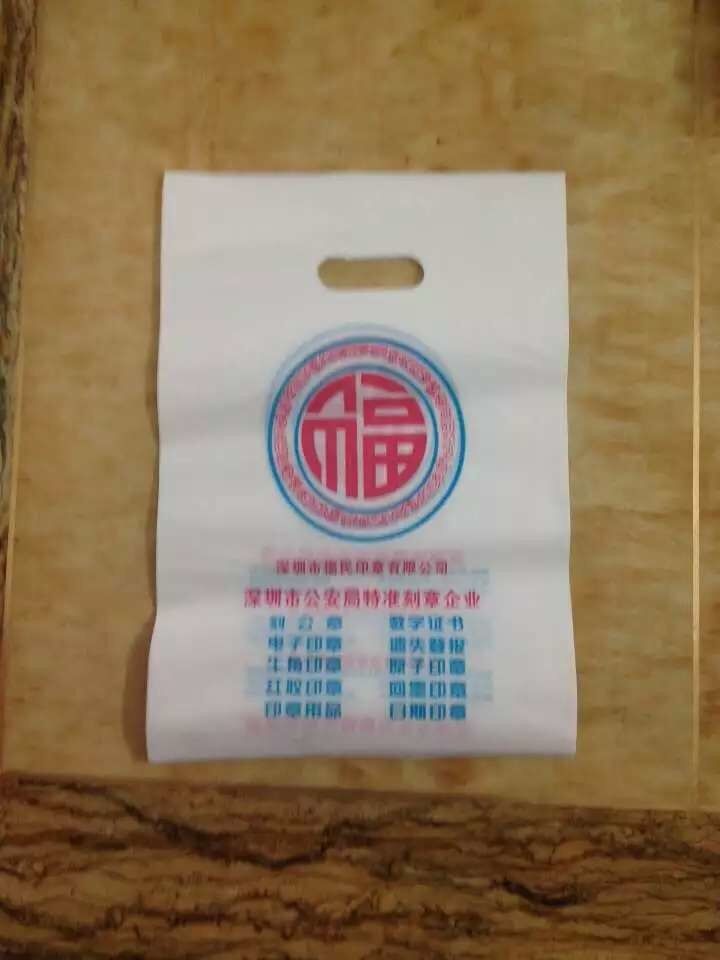 福
深圳市福民印章有限公司
深圳市公安局特准刻章企业
刻公章 数字证书
电子印章 遗失登报
牛角印章 原子印章
红胶印章 回墨印章
印章用品 日期印章